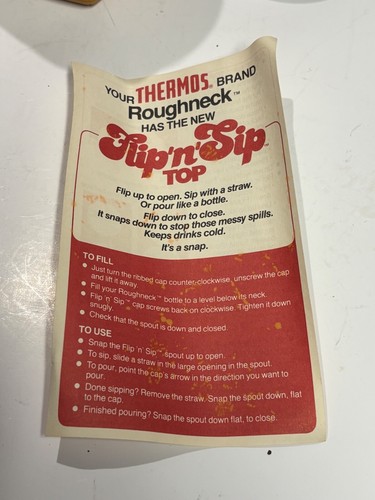 YOUR THERMOS® BRAND
Roughneck™
HAS THE NEW
Flip 'n' Sip™
TOP
Flip up to open. Sip with a straw.
Or pour like a bottle.
Flip down to close.
It snaps down to stop those messy spills.
Keeps drinks cold.
It's a snap.
TO FILL
● Just turn the ribbed cap counter-clockwise, unscrew the cap
and lift it away.
● Fill your Roughneck™ bottle to a level below its neck.
● Flip 'n' Sip™ cap screws back on clockwise. Tighten it down
snugly.
● Check that the spout is down and closed.
TO USE
● Snap the Flip 'n' Sip™ spout up to open.
● To sip, slide a straw in the large opening in the spout.
● To pour, point the cap's arrow in the direction you want to
pour.
● Done sipping? Remove the straw. Snap the spout down, flat
to the cap.
● Finished pouring? Snap the spout down flat, to close.